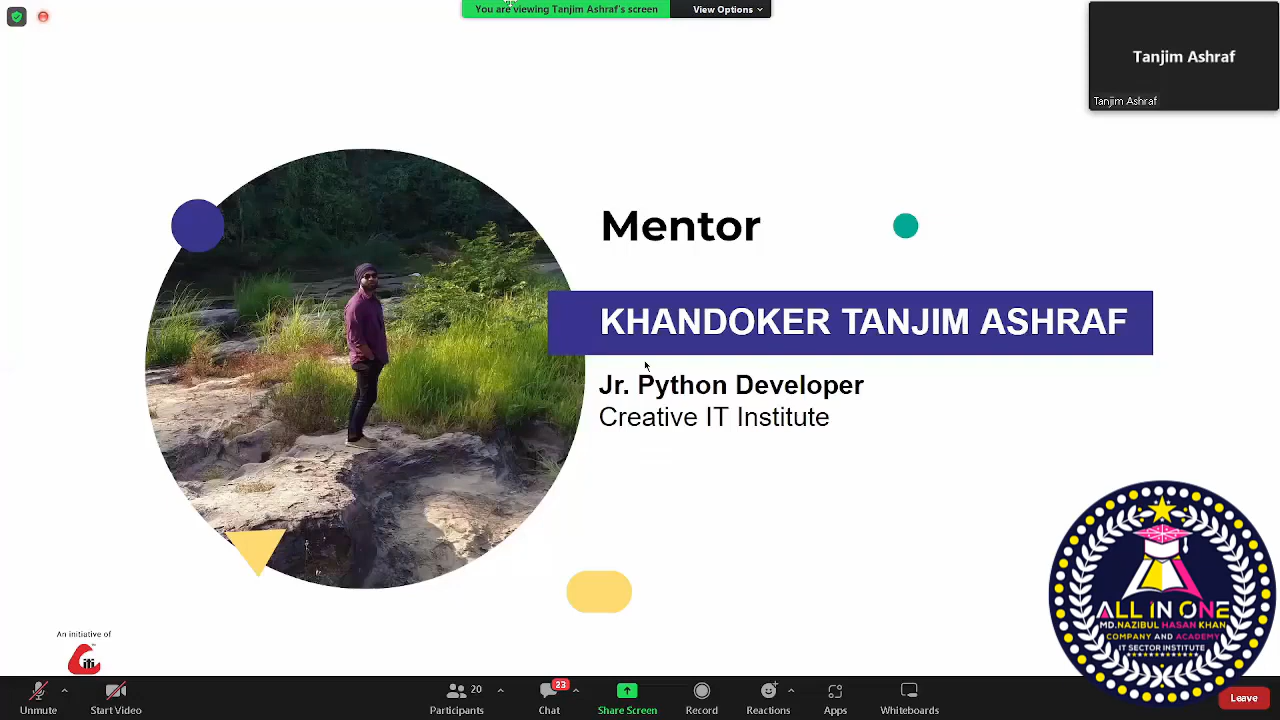 You are viewing Tanjim Ashraf's screen
View Options
Tanjim Ashraf
Tanjim Ashraf
Mentor
KHANDOKER TANJIM ASHRAF
Jr. Python Developer
Creative IT Institute
An initiative of
iti
ALL IN ONE
MD.NAZIBUL HASAN KHAN
COMPANY AND ACADEMY
IT SECTOR INSTITUTE
Unmute
Start Video
20
Participants
23
Chat
Share Screen
Record
Reactions
Apps
Whiteboards
Leave